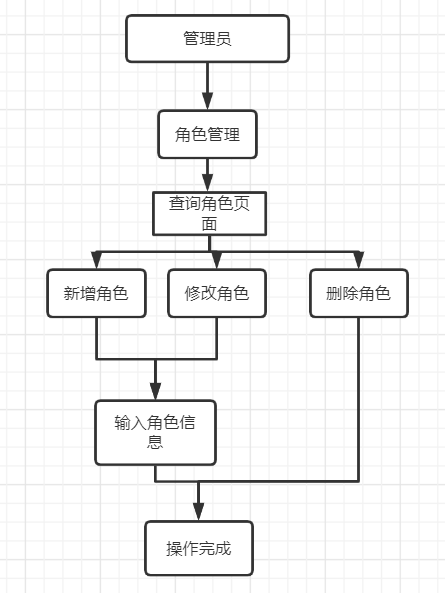 管理员
角色管理
查询角色页
面
新增角色
修改角色
删除角色
输入角色信
息
操作完成